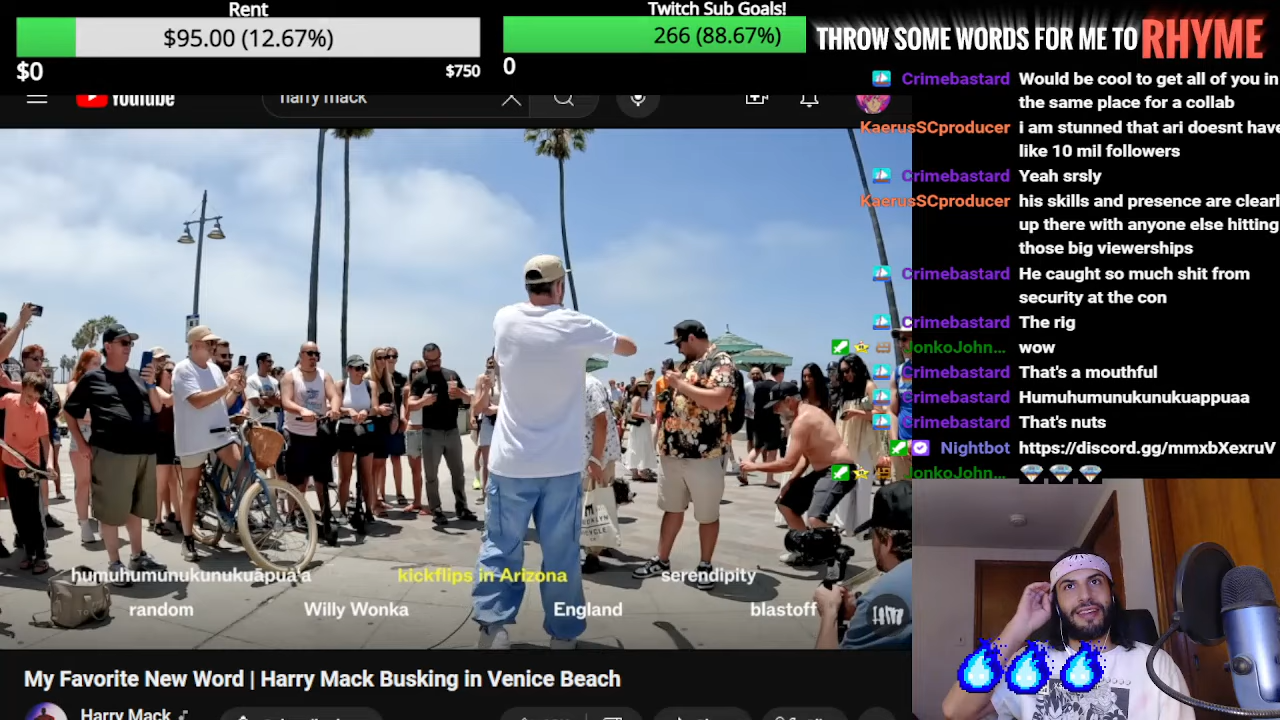 Rent
$95.00 (12.67%)
$0
$750
Twitch Sub Goals!
266 (88.67%)
0
THROW SOME WORDS FOR ME TO RHYME
YouTube
harry mack
Crimebastard Would be cool to get all of you in
the same place for a collab
KaerusSCproducer i am stunned that ari doesnt have
like 10 mil followers
Crimebastard Yeah srsly
KaerusSCproducer his skills and presence are clearl
up there with anyone else hitting
those big viewerships
Crimebastard He caught so much shit from
security at the con
Crimebastard The rig
JonkoJohn... wow
Crimebastard That's a mouthful
Crimebastard Humuhumunukunukuappuaa
Crimebastard That's nuts
Nightbot https://discord.gg/mmxbXexruV
JonkoJohn...
humuhumunukunukuāpua'a
kickflips in Arizona
serendipity
random
Willy Wonka
England
blastoff
My Favorite New Word | Harry Mack Busking in Venice Beach
Harry Mack